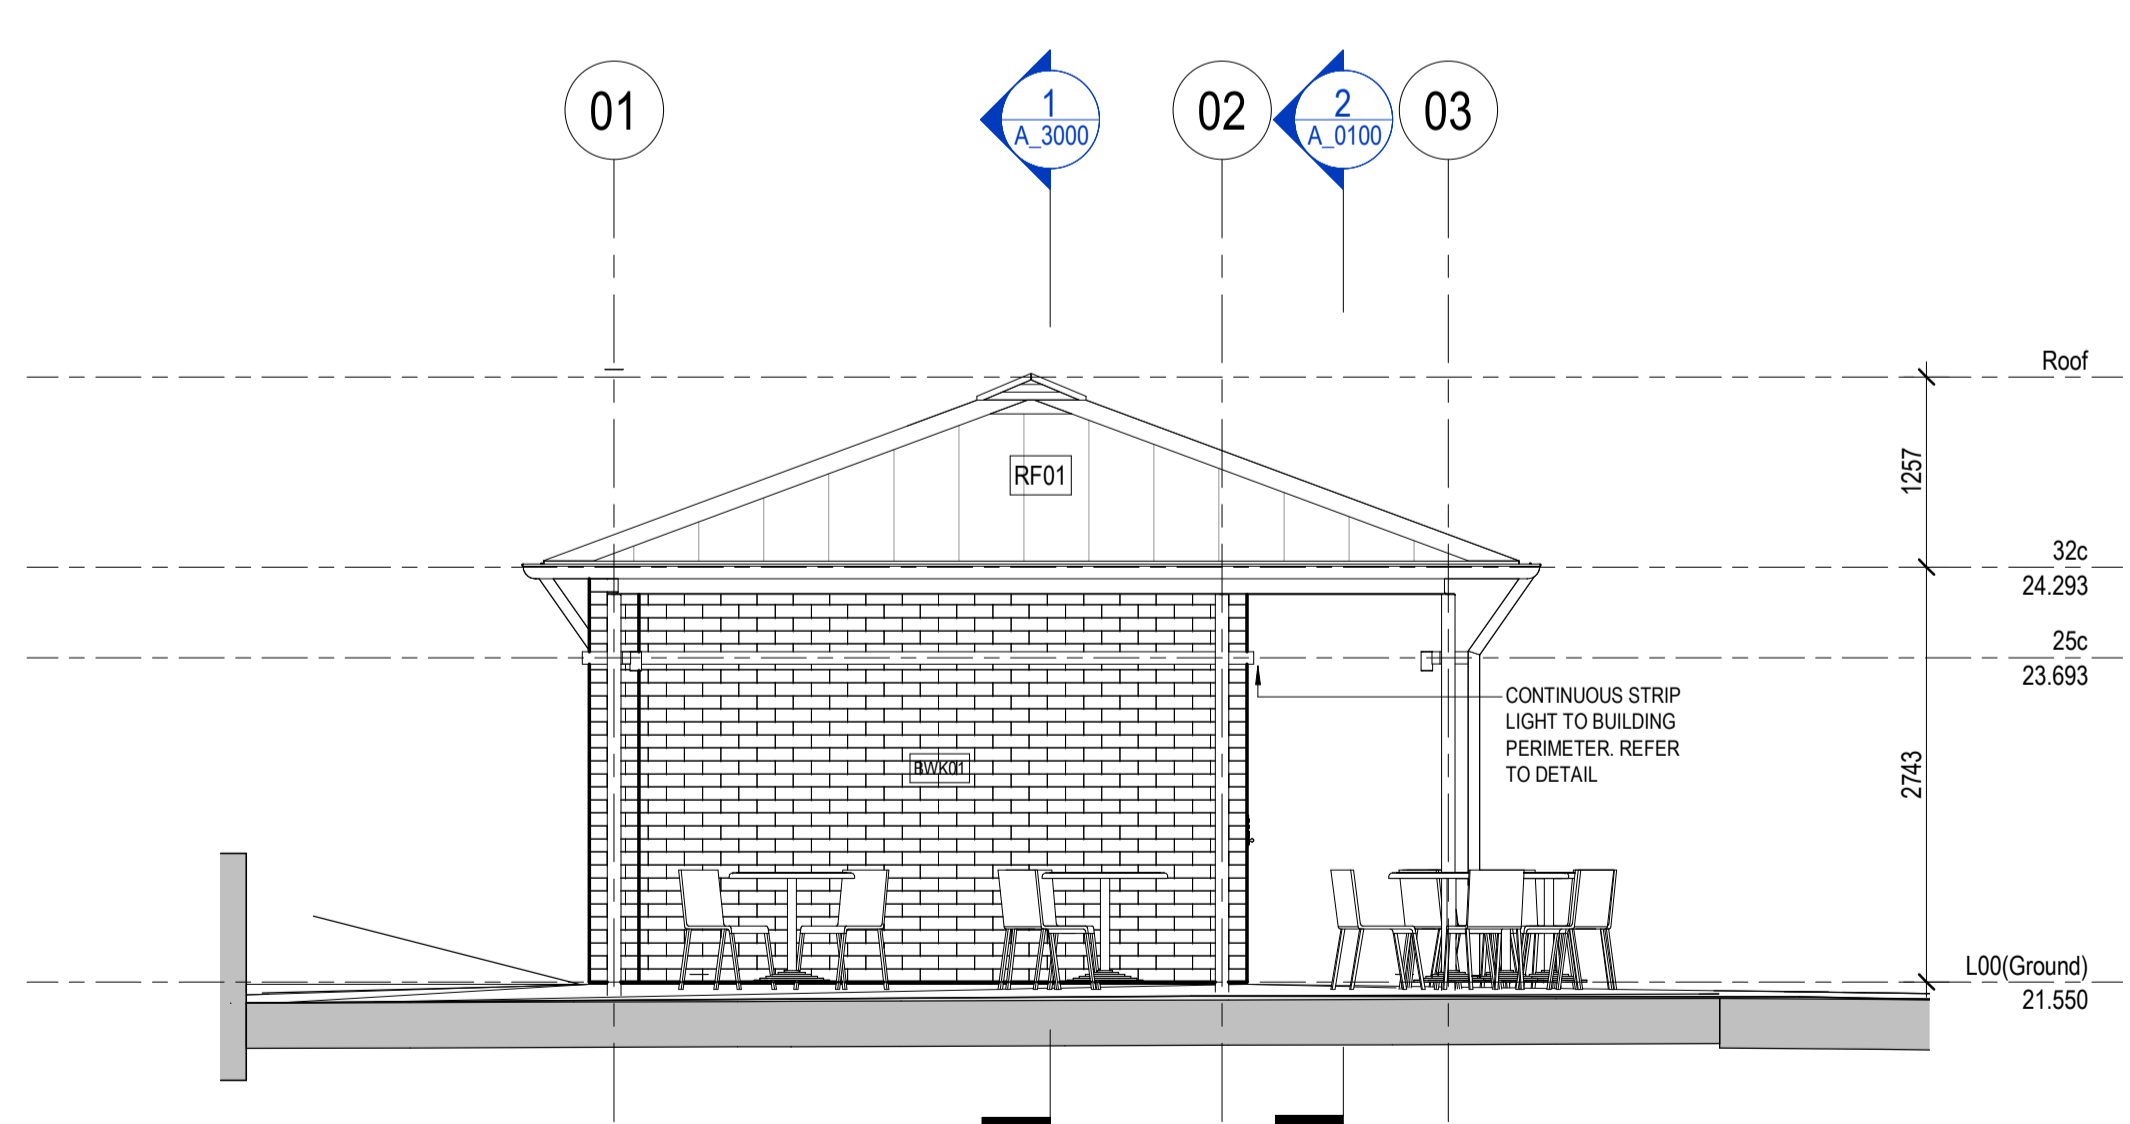 01
1
A_3000
02
2
A_0100
03
Roof
RF01
1257
32c
24.293
25c
23.693
CONTINUOUS STRIP
LIGHT TO BUILDING
PERIMETER. REFER
TO DETAIL
BWK01
2743
L00(Ground)
21.550